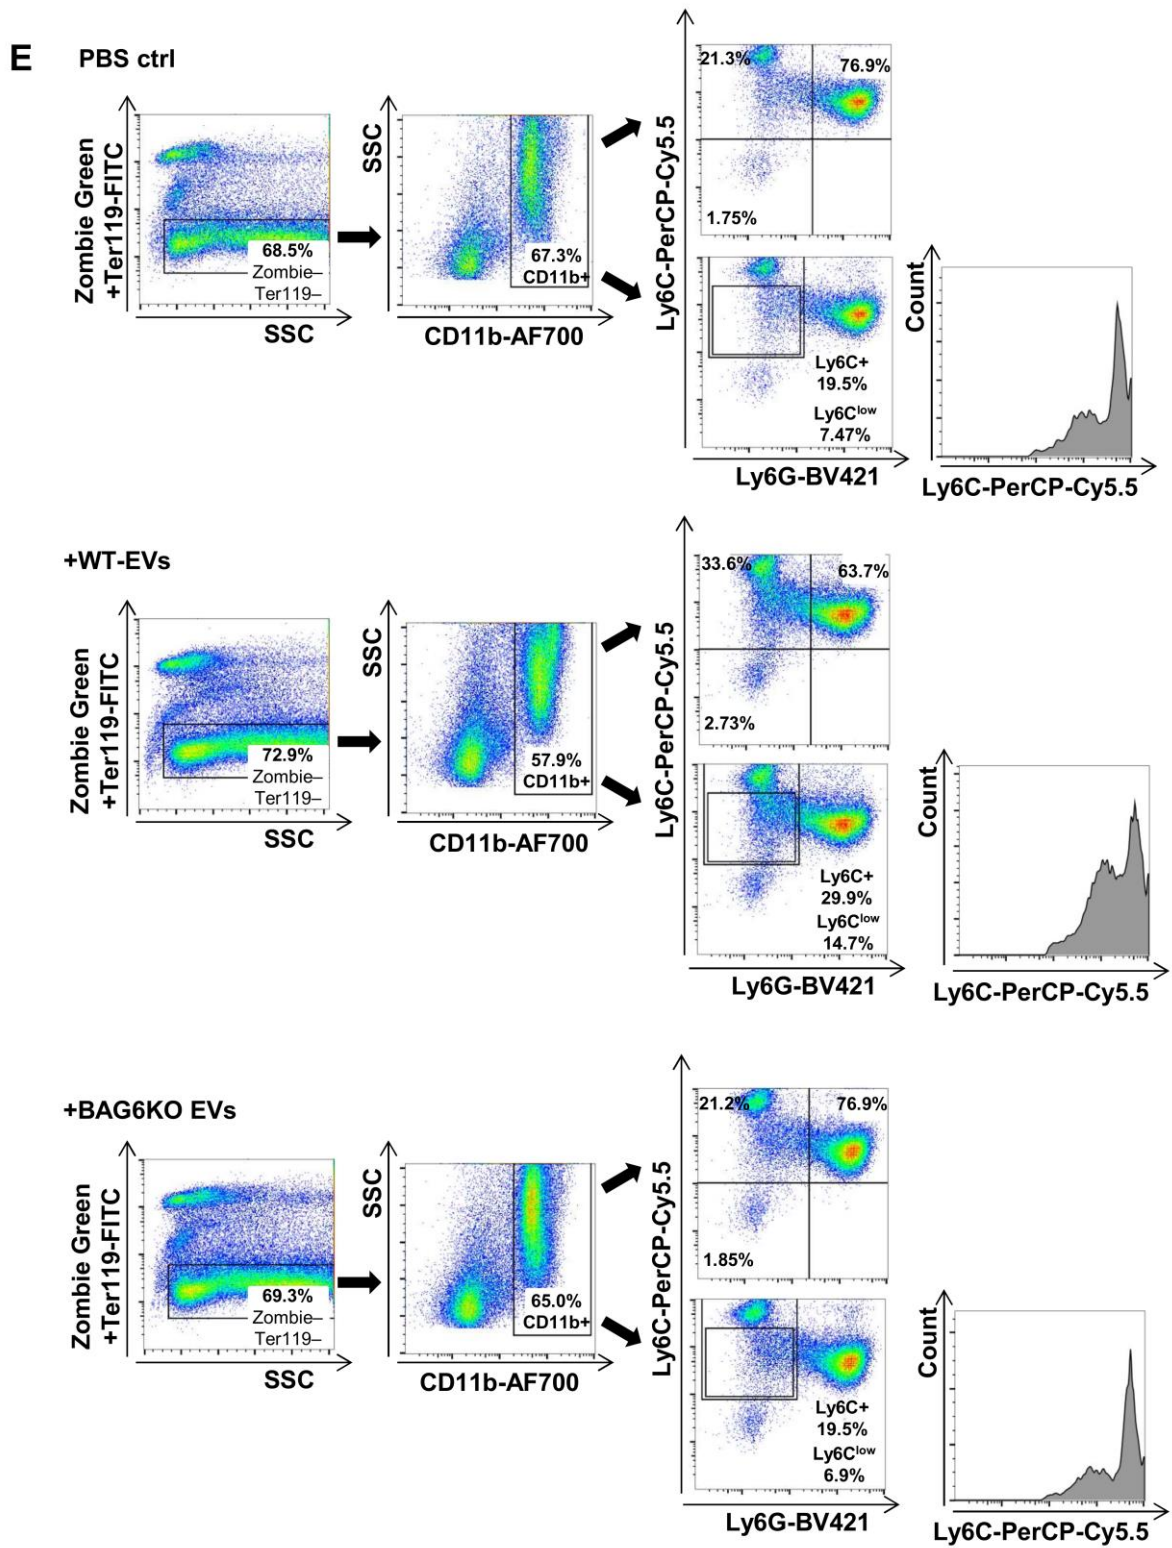 E
PBS ctrl
Zombie Green
+Ter119-FITC
68.5%
Zombie–
Ter119–
SSC
SSC
67.3%
CD11b+
CD11b-AF700
Ly6C-PerCP-Cy5.5
21.3%
76.9%
1.75%
Ly6C+
19.5%
Ly6Clow
7.47%
Ly6G-BV421
Count
Ly6C-PerCP-Cy5.5
+WT-EVs
Zombie Green
+Ter119-FITC
72.9%
Zombie–
Ter119–
SSC
SSC
57.9%
CD11b+
CD11b-AF700
Ly6C-PerCP-Cy5.5
33.6%
63.7%
2.73%
Ly6C+
29.9%
Ly6Clow
14.7%
Ly6G-BV421
Count
Ly6C-PerCP-Cy5.5
+BAG6KO EVs
Zombie Green
+Ter119-FITC
69.3%
Zombie–
Ter119–
SSC
SSC
65.0%
CD11b+
CD11b-AF700
Ly6C-PerCP-Cy5.5
21.2%
76.9%
1.85%
Ly6C+
19.5%
Ly6Clow
6.9%
Ly6G-BV421
Count
Ly6C-PerCP-Cy5.5